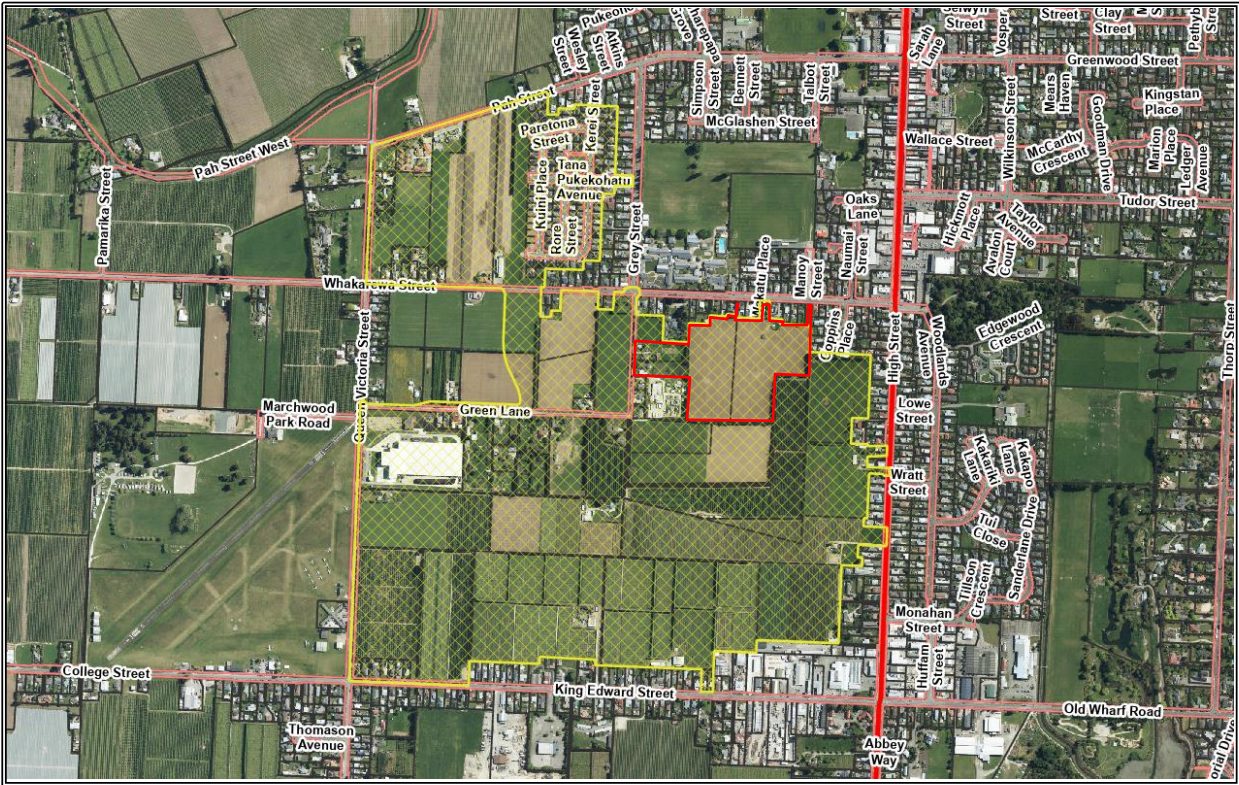 Pukeono
Wesley
Street
Atkins
Street
Grove
Simpson
Street
Bennett
Street
Talbot
Street
Sarah
Lane
Street
Vosper
Street
Clay
Street
Greenwood Street
Mears
Haven
Kingstan
Place
Goodman Drive
Pah Street
McGlashen Street
Paretona
Street
Kerei Street
Wallace Street
Wilkinson Street
McCarthy
Crescent
Marion
Place
Ledger
Avenue
Pah Street West
Pamarika Street
Tana
Pukekohatu
Avenue
Kuini Place
Rore
Street
Oaks
Lane
Hickmott
Place
Avalon
Court
Taylor
Avenue
Tudor Street
Grey Street
Naumai
Street
Manoy
Street
Whakarewa Street
Mokatu Place
Coppins
Place
High Street
Woodlands
Avenue
Edgewood
Crescent
Thorp Street
Queen Victoria Street
Marchwood
Park Road
Green Lane
Lowe
Street
Wratt
Street
Kakariki
Lane
Kakapo
Lane
Tui
Close
Sanderlane Drive
Tillson
Crescent
Monahan
Street
Huffam
Street
College Street
King Edward Street
Old Wharf Road
Thomason
Avenue
Abbey
Way